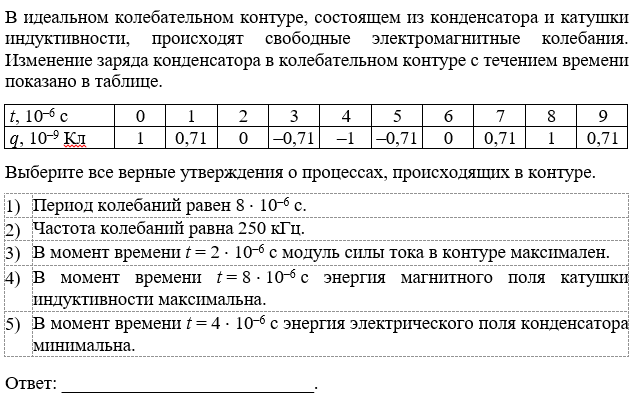 В идеальном колебательном контуре, состоящем из конденсатора и катушки
индуктивности, происходят свободные электромагнитные колебания.
Изменение заряда конденсатора в колебательном контуре с течением времени
показано в таблице.
t, 10⁻⁶ с 0 1 2 3 4 5 6 7 8 9
q, 10⁻⁹ Кл 1 0,71 0 –0,71 –1 –0,71 0 0,71 1 0,71
Выберите все верные утверждения о процессах, происходящих в контуре.
1) Период колебаний равен 8 · 10⁻⁶ с.
2) Частота колебаний равна 250 кГц.
3) В момент времени t = 2 · 10⁻⁶ с модуль силы тока в контуре максимален.
4) В момент времени t = 8 · 10⁻⁶ с энергия магнитного поля катушки
индуктивности максимальна.
5) В момент времени t = 4 · 10⁻⁶ с энергия электрического поля конденсатора
минимальна.
Ответ: ___________________________.